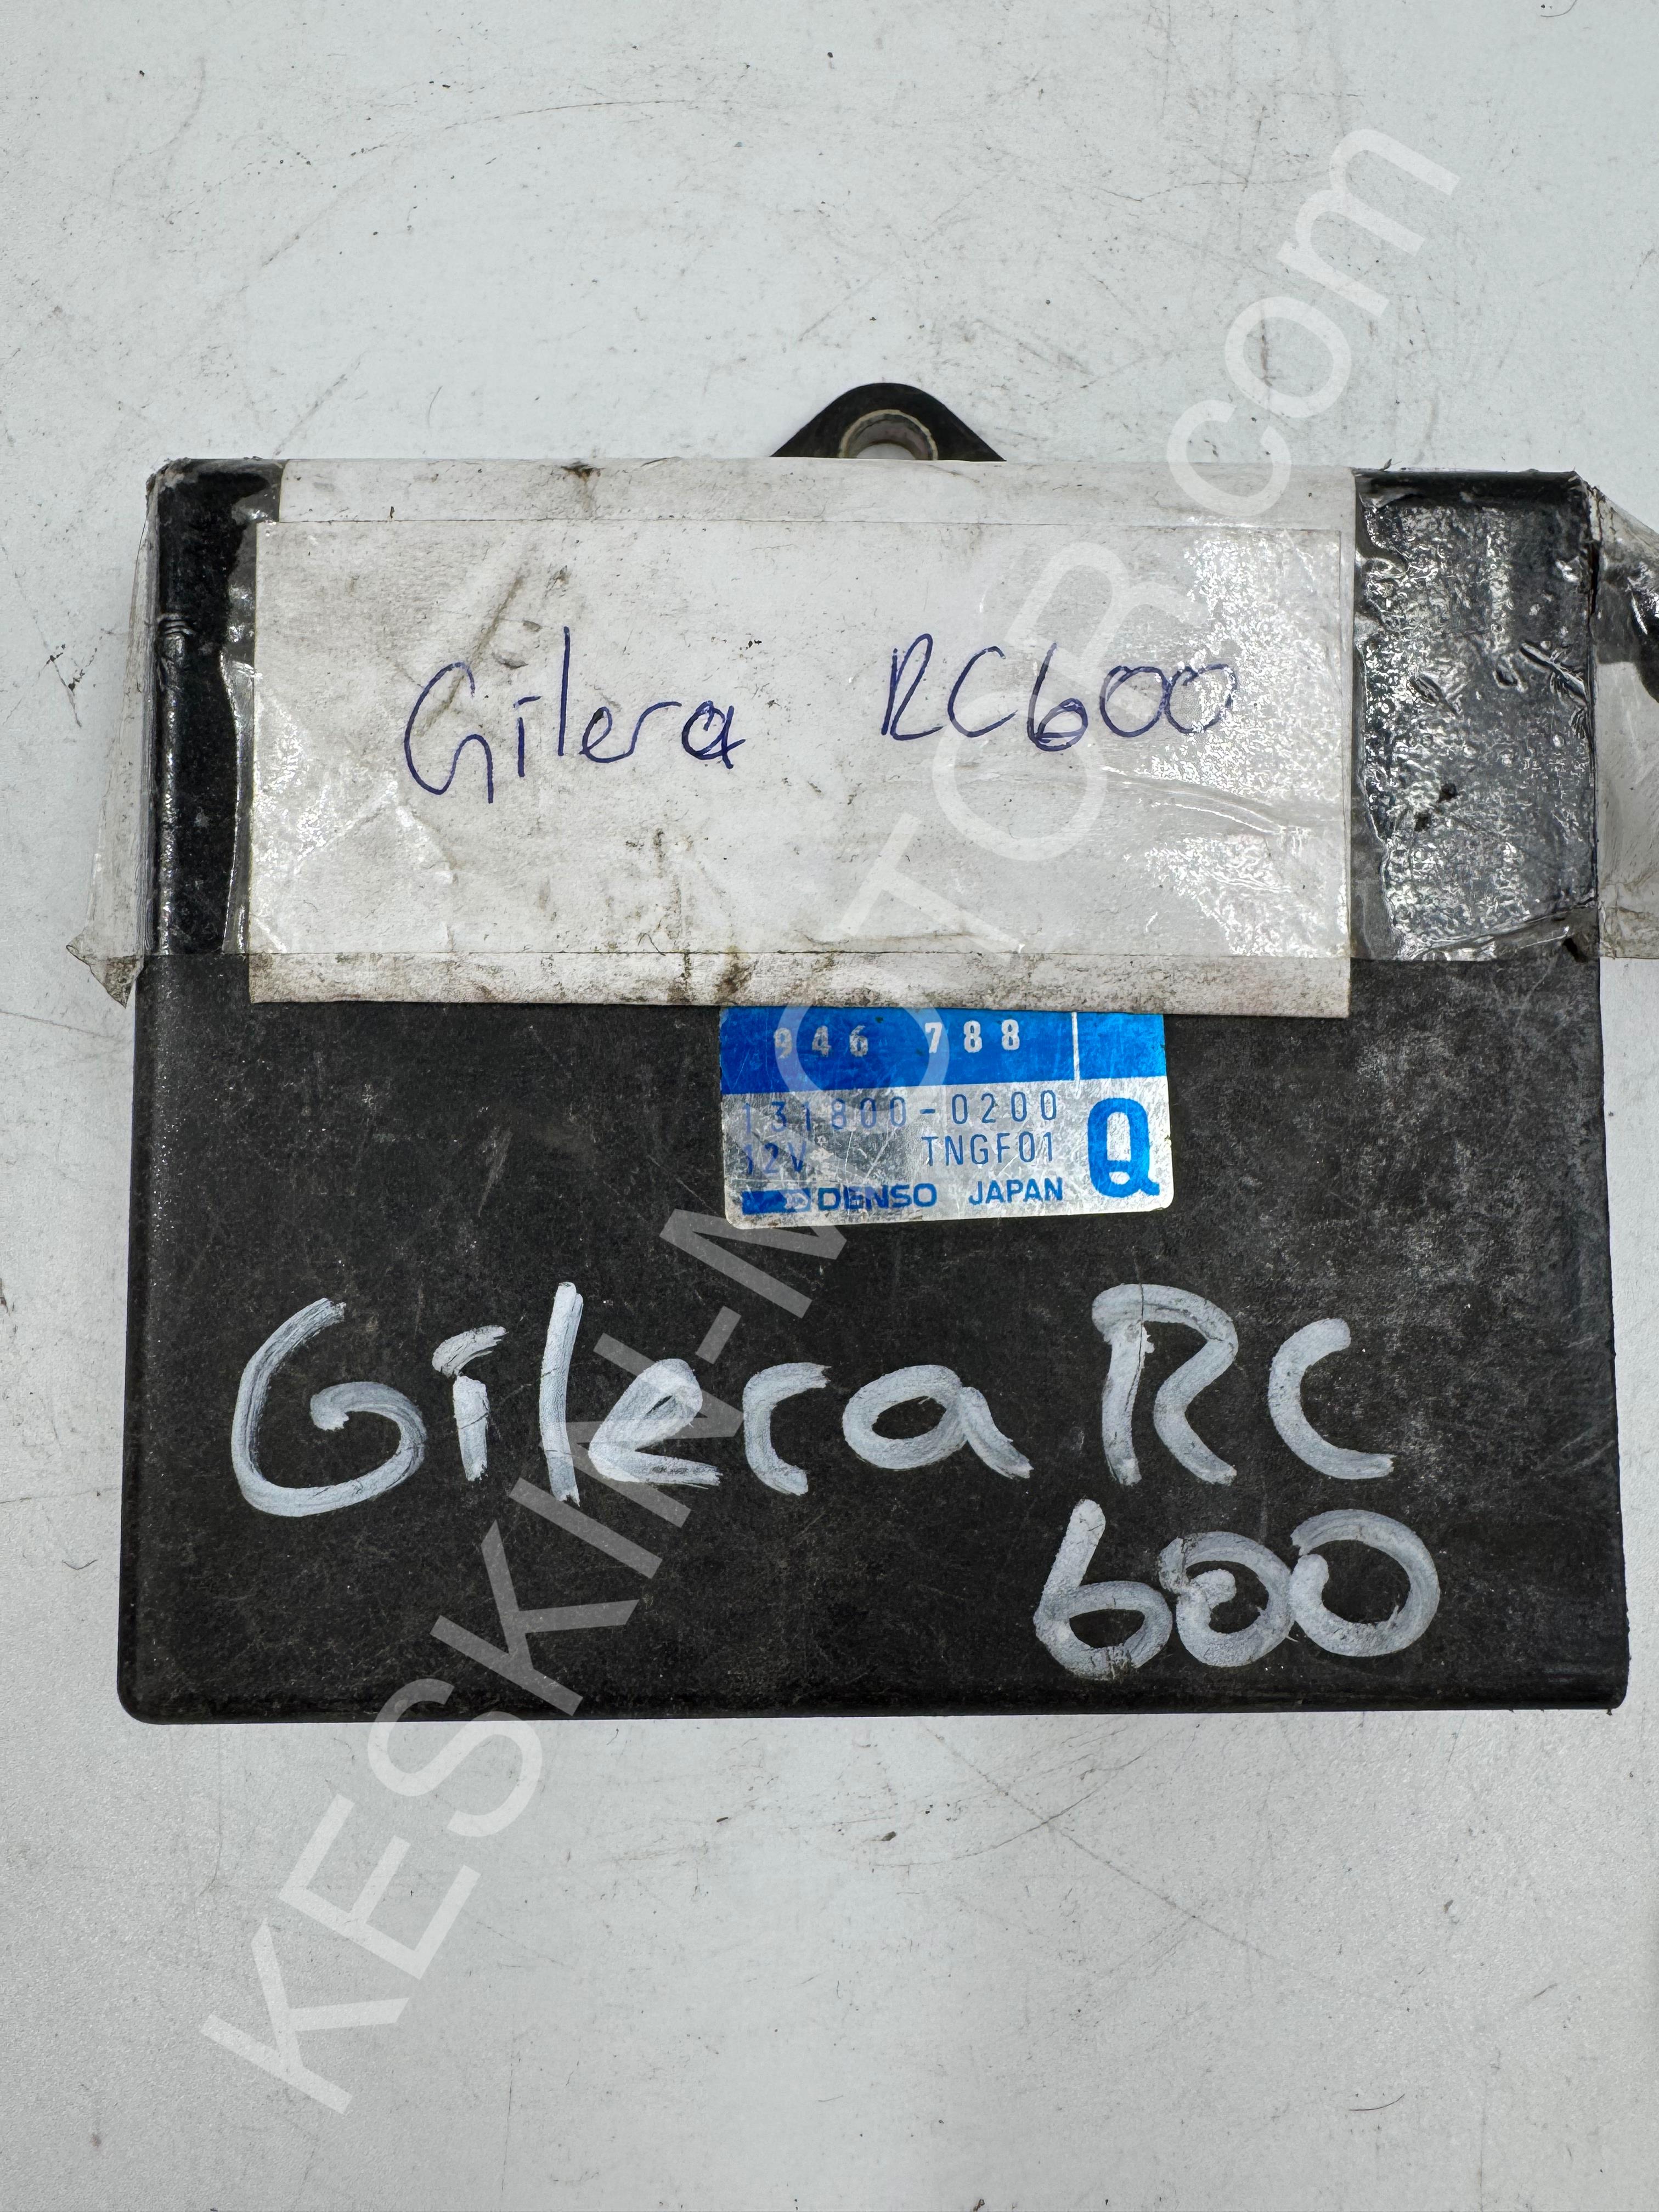 Gilera RC600
946 788
131800-0200
12V TNGF01
DENSO JAPAN
Q
Gilera RC
600
KESKIN-MOTOR.com